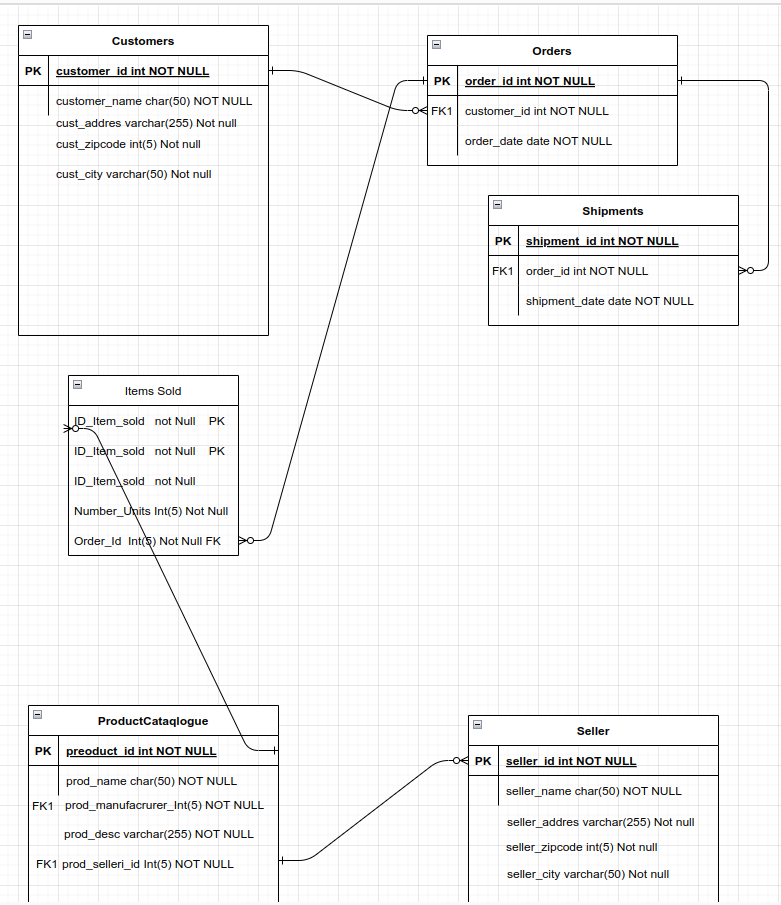 Customers
PK customer_id int NOT NULL
customer_name char(50) NOT NULL
cust_addres varchar(255) Not null
cust_zipcode int(5) Not null
cust_city varchar(50) Not null
Orders
PK order_id int NOT NULL
FK1 customer_id int NOT NULL
order_date date NOT NULL
Shipments
PK shipment_id int NOT NULL
FK1 order_id int NOT NULL
shipment_date date NOT NULL
Items Sold
ID_Item_sold not Null PK
ID_Item_sold not Null PK
ID_Item_sold not Null
Number_Units Int(5) Not Null
Order_Id Int(5) Not Null FK
ProductCataqlogue
PK preoduct_id int NOT NULL
prod_name char(50) NOT NULL
FK1 prod_manufacrurer_Int(5) NOT NULL
prod_desc varchar(255) NOT NULL
FK1 prod_selleri_id Int(5) NOT NULL
Seller
PK seller_id int NOT NULL
seller_name char(50) NOT NULL
seller_addres varchar(255) Not null
seller_zipcode int(5) Not null
seller_city varchar(50) Not null